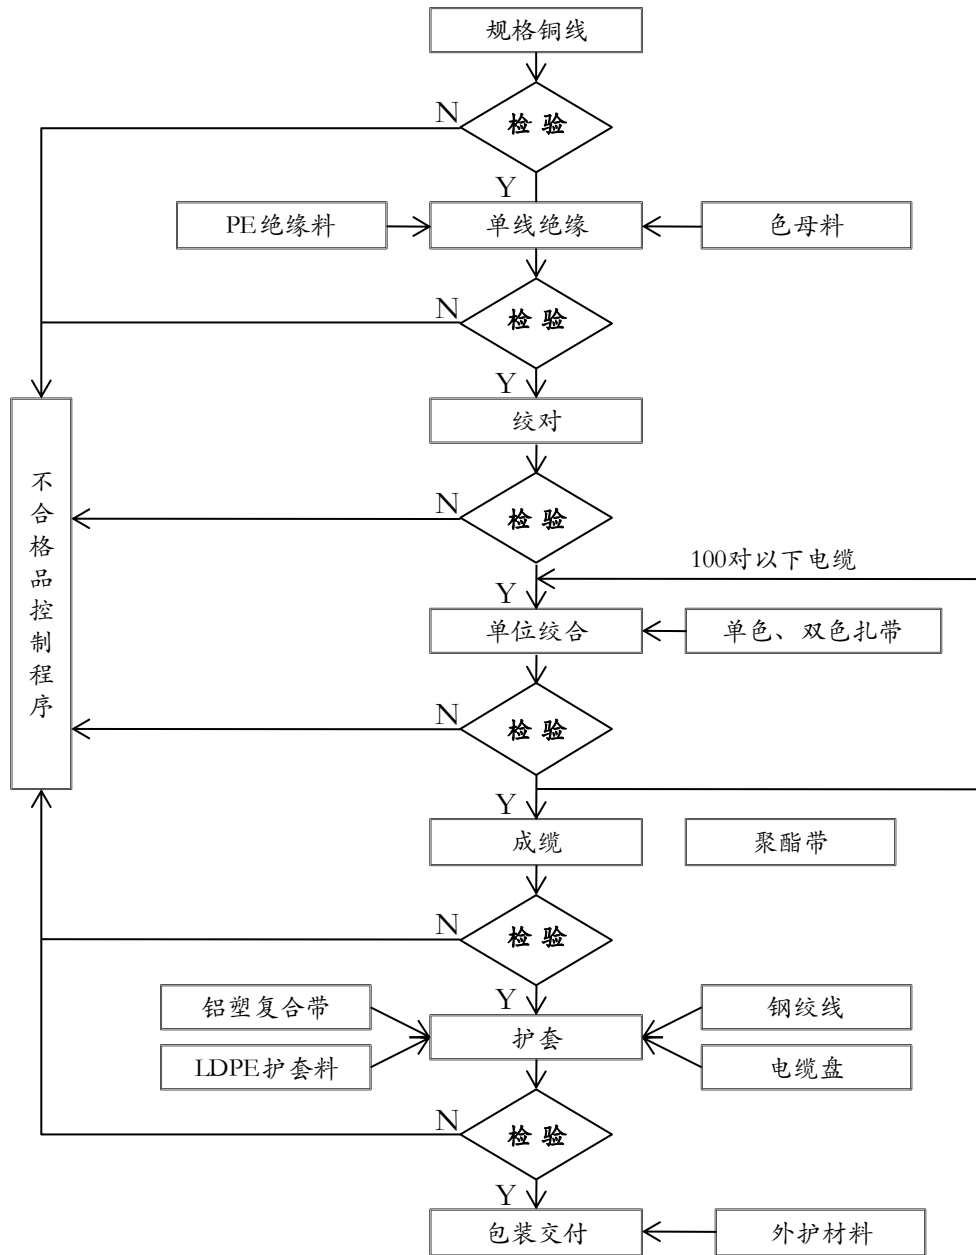 规格铜线
N
检 验
Y
PE绝缘料
单线绝缘
色母料
N
检 验
Y
绞对
不合格品控制程序
N
检 验
100对以下电缆
Y
单位绞合
单色、双色扎带
N
检 验
Y
成缆
聚酯带
N
检 验
Y
铝塑复合带
钢绞线
护套
LDPE护套料
电缆盘
N
检 验
Y
包装交付
外护材料